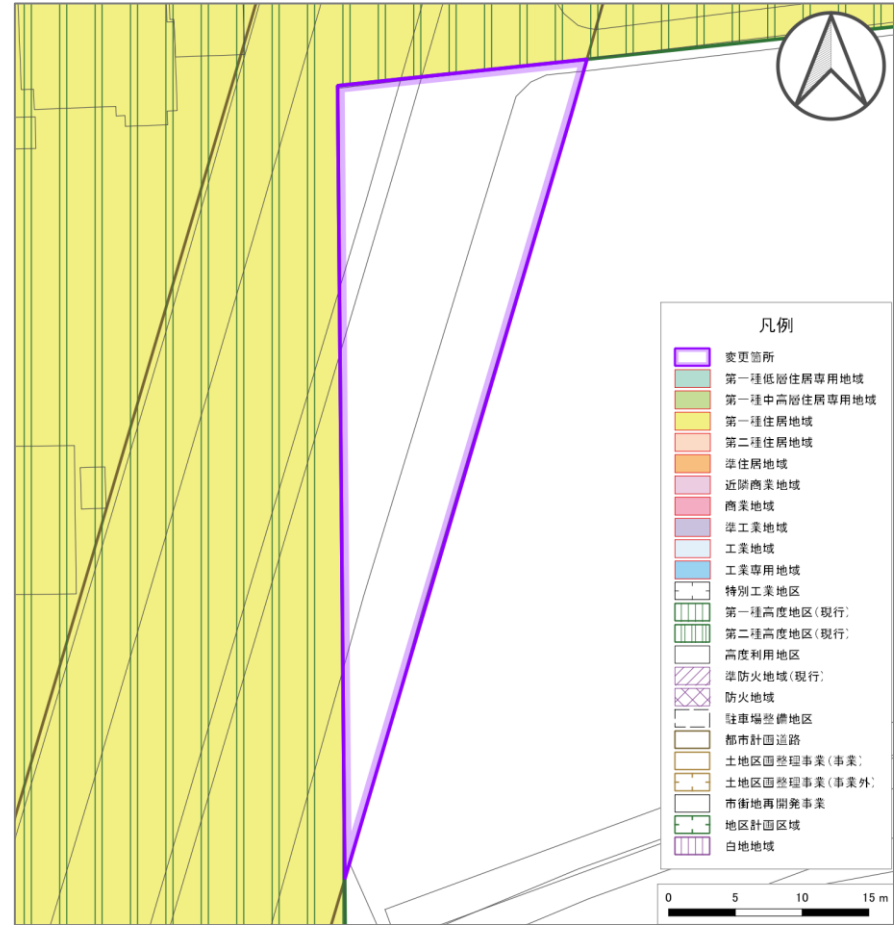 凡例
変更箇所
第一種低層住居専用地域
第一種中高層住居専用地域
第一種住居地域
第二種住居地域
準住居地域
近隣商業地域
商業地域
準工業地域
工業地域
工業専用地域
特別工業地区
第一種高度地区(現行)
第二種高度地区(現行)
高度利用地区
準防火地域(現行)
防火地域
駐車場整備地区
都市計画道路
土地区画整理事業(事業)
土地区画整理事業(事業外)
市街地再開発事業
地区計画区域
白地地域
0 5 10 15 m